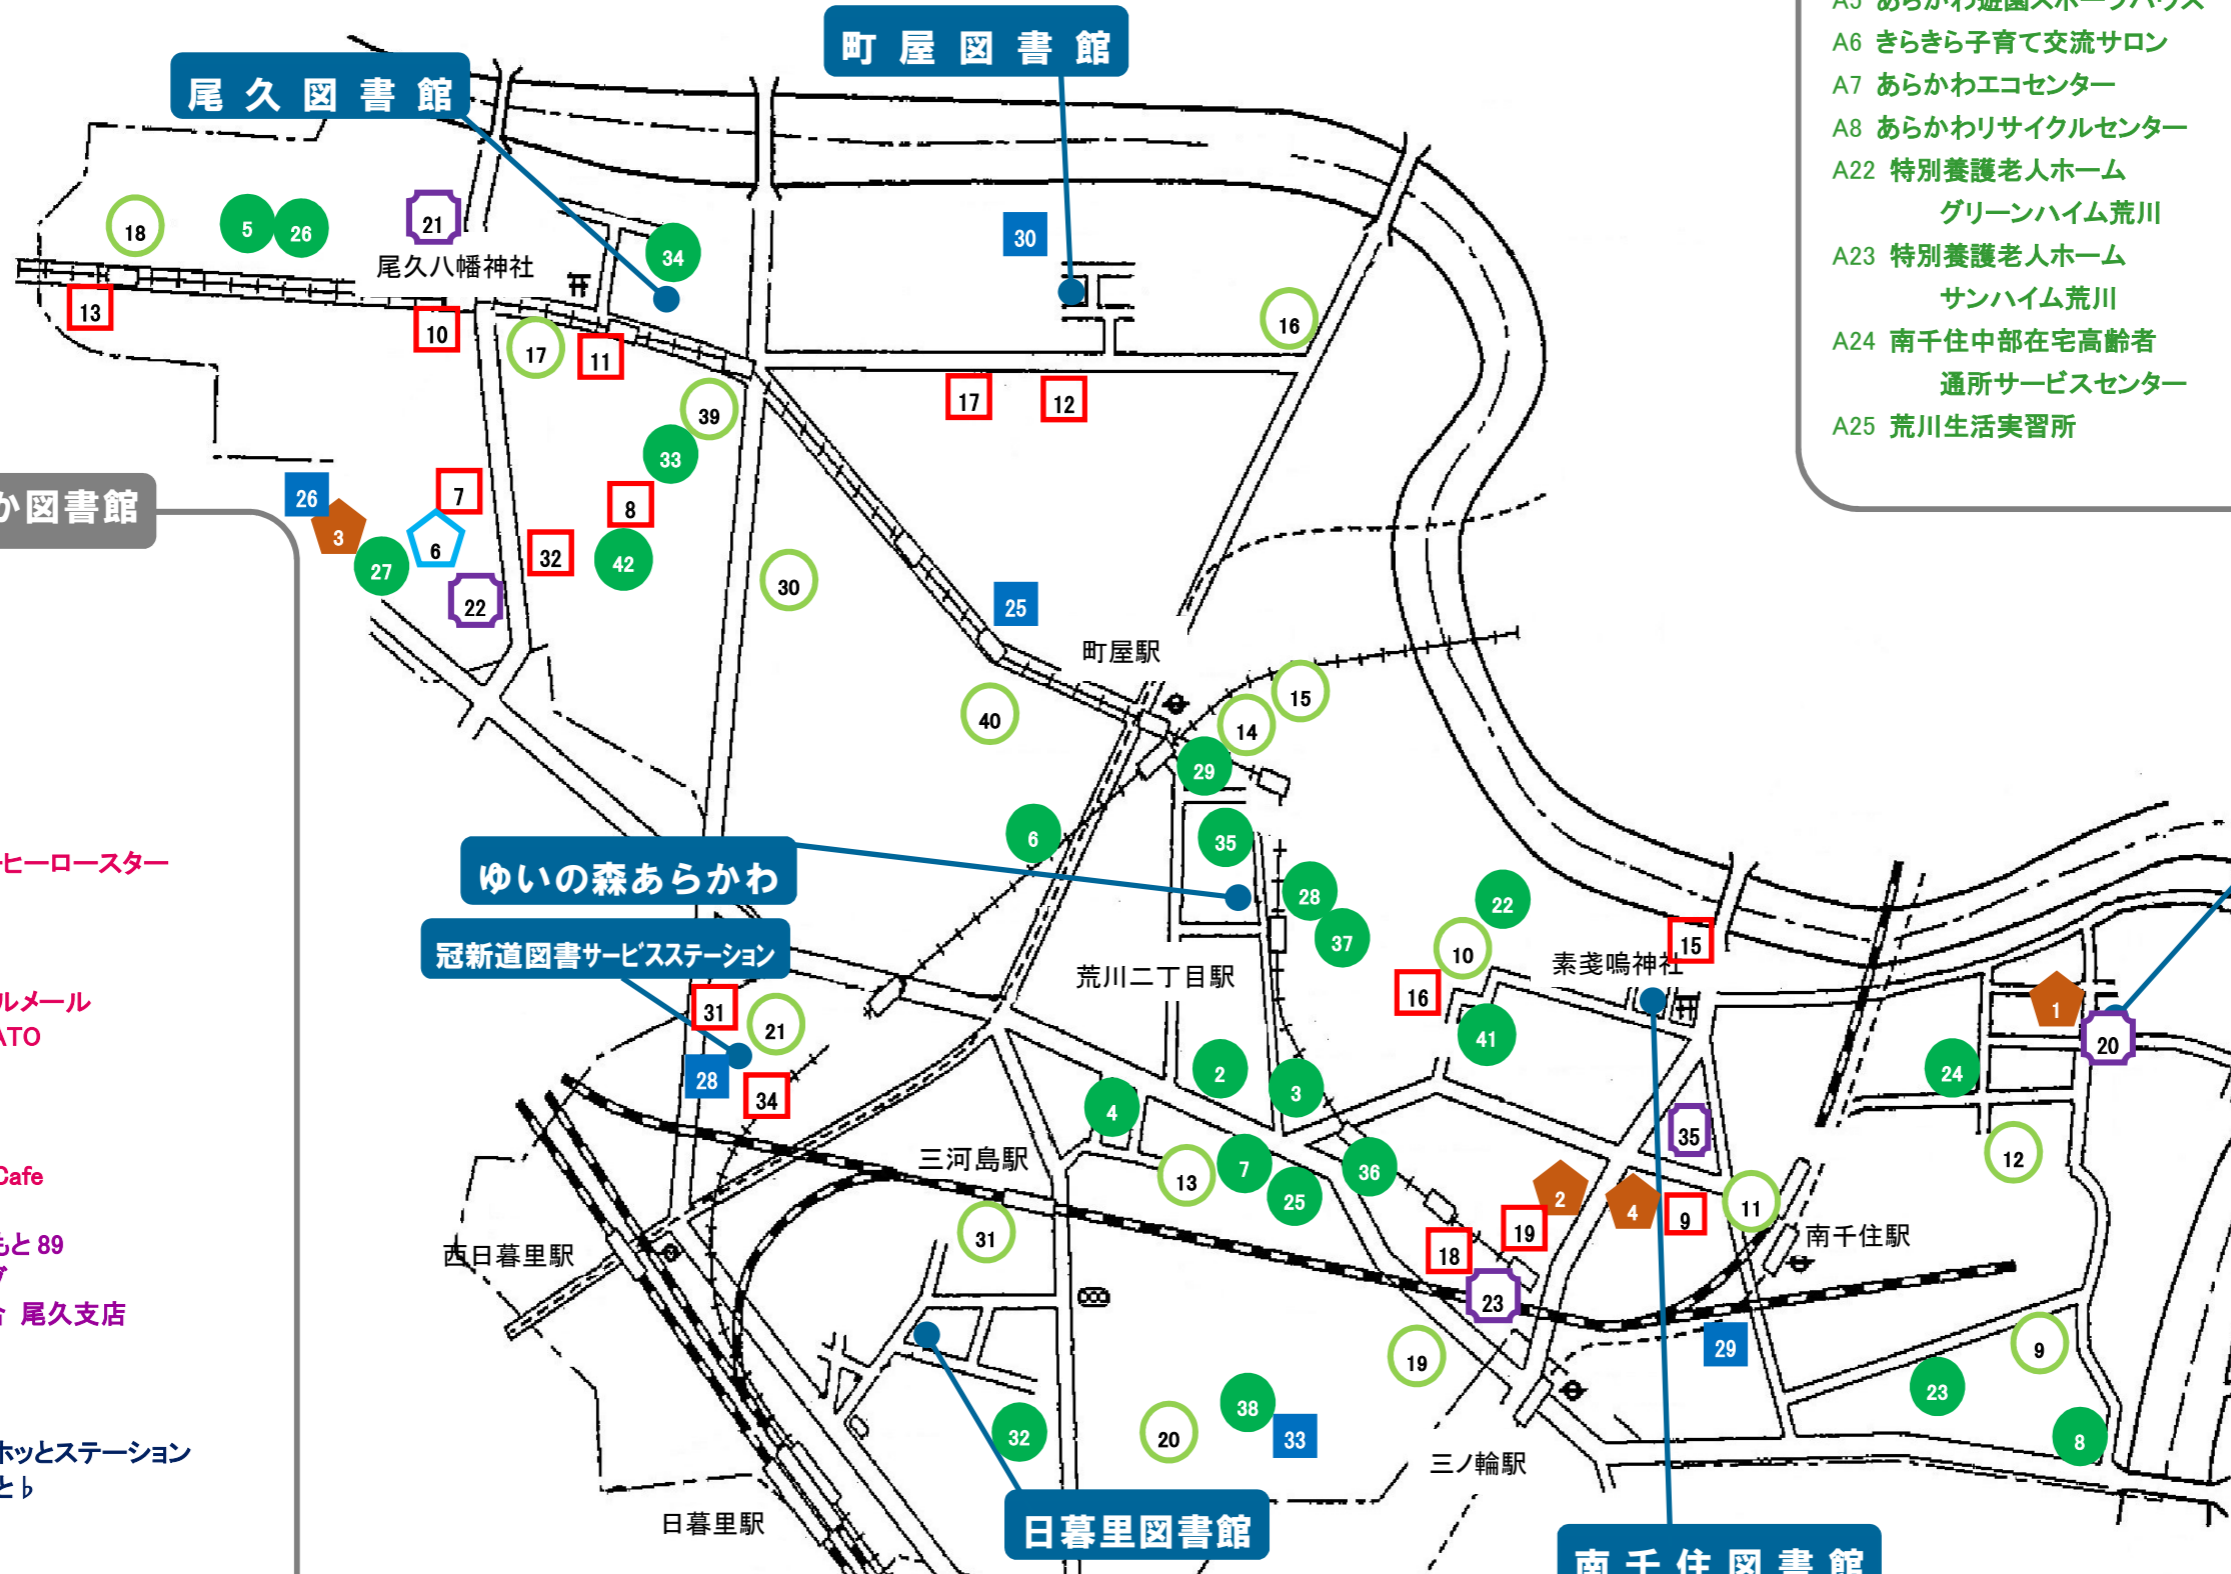 町屋図書館
尾久図書館
A6 きらきら子育て交流サロン
A7 あらかわエコセンター
A8 あらかわリサイクルセンター
A22 特別養護老人ホーム
グリーンハイム荒川
A23 特別養護老人ホーム
サンハイム荒川
A24 南千住中部在宅高齢者
通所サービスセンター
A25 荒川生活実習所
18
5
26
21
34
30
尾久八幡神社
13
10
17
11
16
39
17
12
33
か図書館
26
3
7
8
27
6
32
42
22
30
25
町屋駅
40
15
14
29
6
35
ーヒーロースター
ゆいの森あらかわ
28
37
22
冠新道図書サービスステーション
荒川二丁目駅
10
素戔嗚神社
15
ルメール
ATO
31
21
16
41
1
20
28
34
2
3
4
24
35
三河島駅
13
7
25
36
12
Cafe
31
2
4
9
11
もと 89
西日暮里駅
18
19
南千住駅
尾久支店
23
19
29
9
23
38
33
32
20
8
ホッとステーション
と♭
三ノ輪駅
日暮里駅
日暮里図書館
南千住図書館